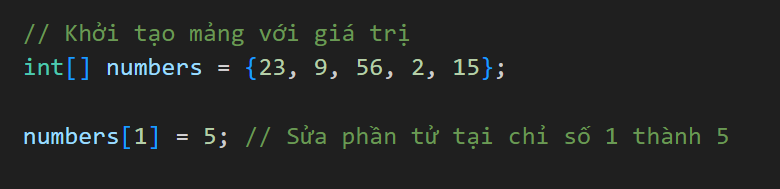 // Khởi tạo mảng với giá trị
int[] numbers = {23, 9, 56, 2, 15};
numbers[1] = 5; // Sửa phần tử tại chỉ số 1 thành 5